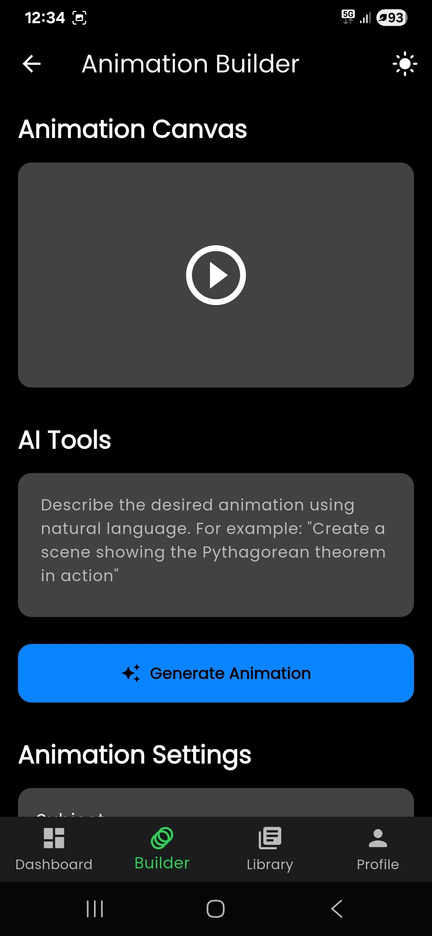 12:34
5G
93
Animation Builder
Animation Canvas
AI Tools
Describe the desired animation using
natural language. For example: "Create a
scene showing the Pythagorean theorem
in action"
Generate Animation
Animation Settings
Subject
Dashboard
Builder
Library
Profile